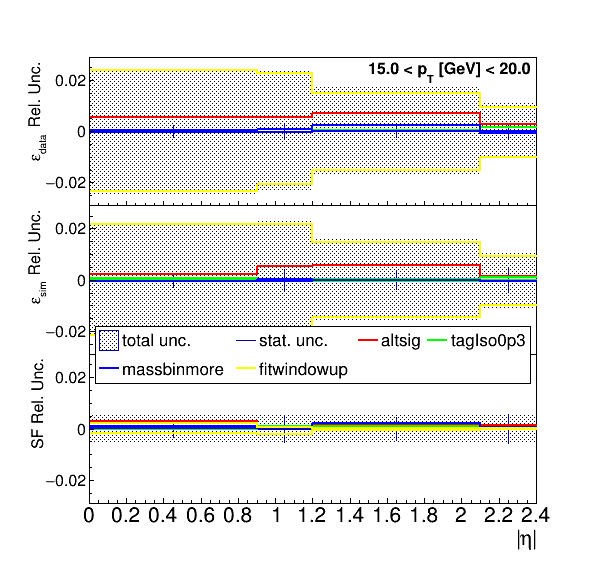 15.0 < p_T [GeV] < 20.0
ε_data Rel. Unc.
0.02
0
−0.02
ε_sim Rel. Unc.
0.02
0
−0.02
total unc. stat. unc. altsig tagIso0p3
massbinmore fitwindowup
SF Rel. Unc.
0.02
0
−0.02
0 0.2 0.4 0.6 0.8 1 1.2 1.4 1.6 1.8 2 2.2 2.4
|η|